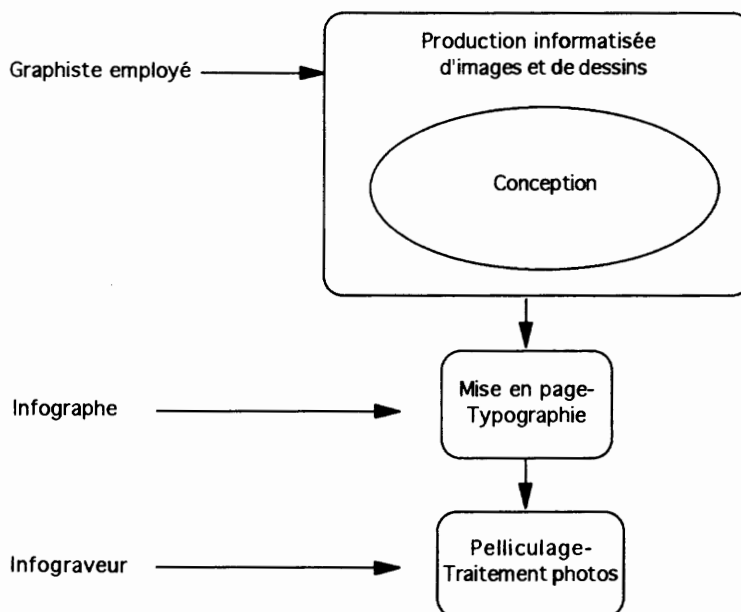 Production informatisée
d'images et de dessins
Graphiste employé
Conception
Mise en page-
Typographie
Infographe
Pelliculage-
Traitement photos
Infograveur